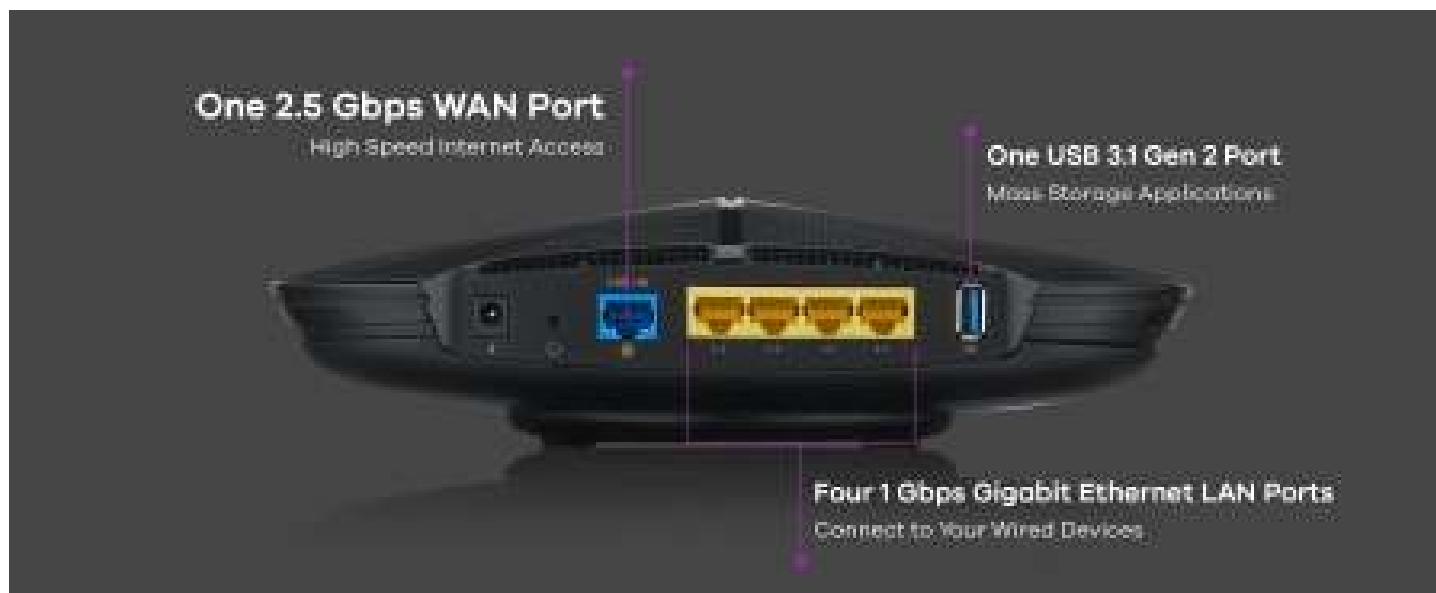 One 2.5 Gbps WAN Port
High Speed Internet Access
One USB 3.1 Gen 2 Port
Mass Storage Applications
Four 1 Gbps Gigabit Ethernet LAN Ports
Connect to Your Wired Devices